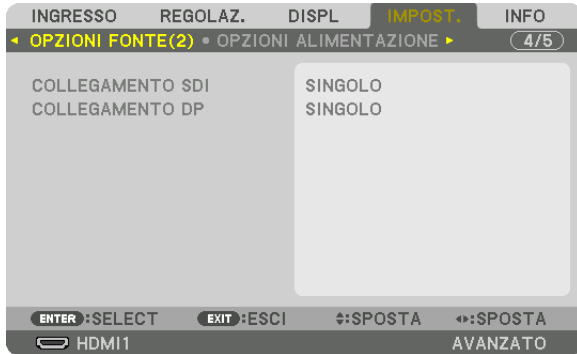 INGRESSO REGOLAZ. DISPL IMPOST. INFO
◂ OPZIONI FONTE(2) • OPZIONI ALIMENTAZIONE ▸ 4/5
COLLEGAMENTO SDI SINGOLO
COLLEGAMENTO DP SINGOLO
ENTER :SELECT EXIT :ESCI :SPOSTA :SPOSTA
HDMI1 AVANZATO